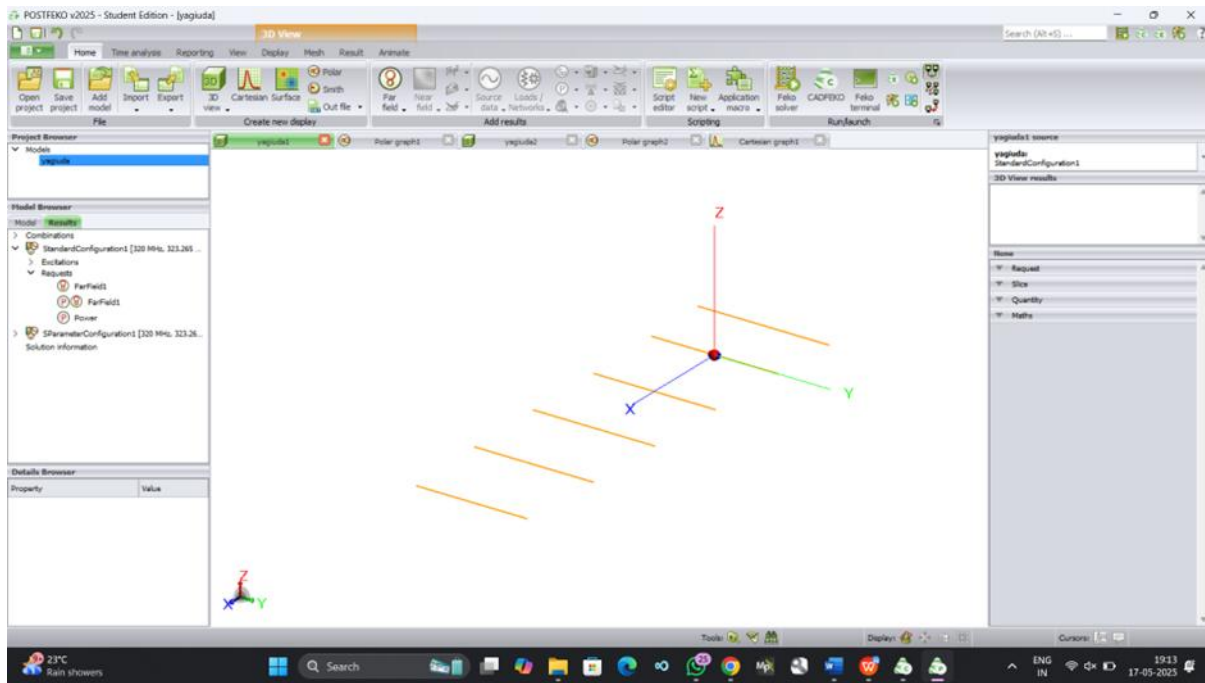 POSTFEKO v2025 - Student Edition - [yagiuda]
3D View
Search (Alt+S) ...
Home Time analysis Reporting View Display Mesh Result Animate
Open project
Save project
Add model
Import
Export
3D view
Cartesian
Surface
Polar
Smith
Out file
Far field
Near field
Source data
Loads / Networks
Script editor
New script
Application macro
Feko solver
CADFEKO
Feko terminal
File
Create new display
Add results
Scripting
Run/launch
Project Browser
Models
yagiuda
yagiuda1
Polar graph1
yagiuda2
Polar graph2
Cartesian graph1
yagiuda1 source
yagiuda:
StandardConfiguration1
3D View results
Model Browser
Model Results
Combinations
StandardConfiguration1 [320 MHz, 323.265 ...
Excitations
Requests
FarField1
FarField1
Power
SParameterConfiguration1 [320 MHz, 323.26...
Solution information
None
Request
Slice
Quantity
Maths
Z
X
Y
Details Browser
Property Value
Z
X
Y
Tools:
Display:
Cursors:
23°C
Rain showers
Search
25
ENG
IN
19:13
17-05-2025